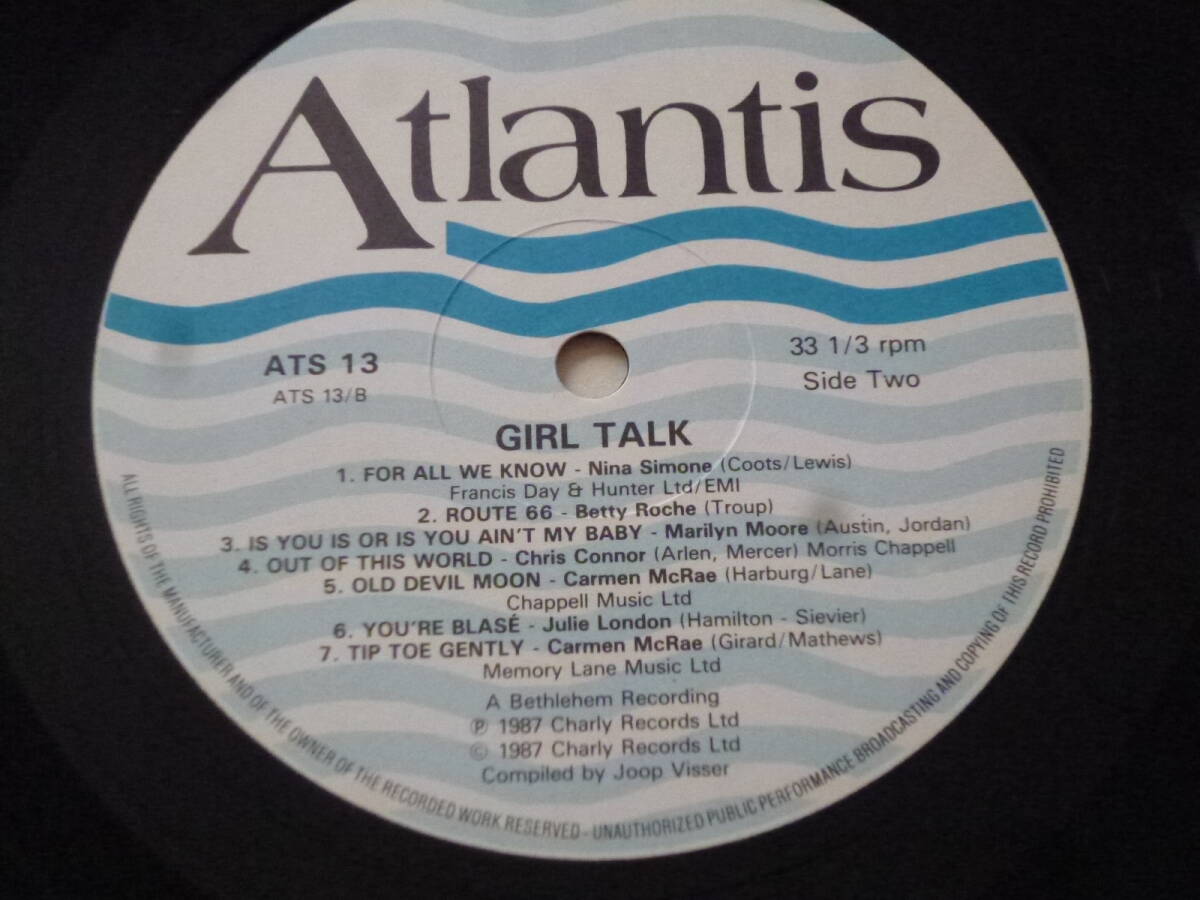 Atlantis
ATS 13
ATS 13/B
33 1/3 rpm
Side Two
GIRL TALK
1. FOR ALL WE KNOW - Nina Simone (Coots/Lewis)
Francis Day & Hunter Ltd/EMI
2. ROUTE 66 - Betty Roche (Troup)
3. IS YOU IS OR IS YOU AIN'T MY BABY - Marilyn Moore (Austin, Jordan)
4. OUT OF THIS WORLD - Chris Connor (Arlen, Mercer) Morris Chappell
5. OLD DEVIL MOON - Carmen McRae (Harburg/Lane)
Chappell Music Ltd
6. YOU'RE BLASÉ - Julie London (Hamilton - Sievier)
7. TIP TOE GENTLY - Carmen McRae (Girard/Mathews)
Memory Lane Music Ltd
A Bethlehem Recording
℗ 1987 Charly Records Ltd
© 1987 Charly Records Ltd
Compiled by Joop Visser
ALL RIGHTS OF THE MANUFACTURER AND OF THE OWNER OF THE RECORDED WORK RESERVED - UNAUTHORIZED PUBLIC PERFORMANCE BROADCASTING AND COPYING OF THIS RECORD PROHIBITED